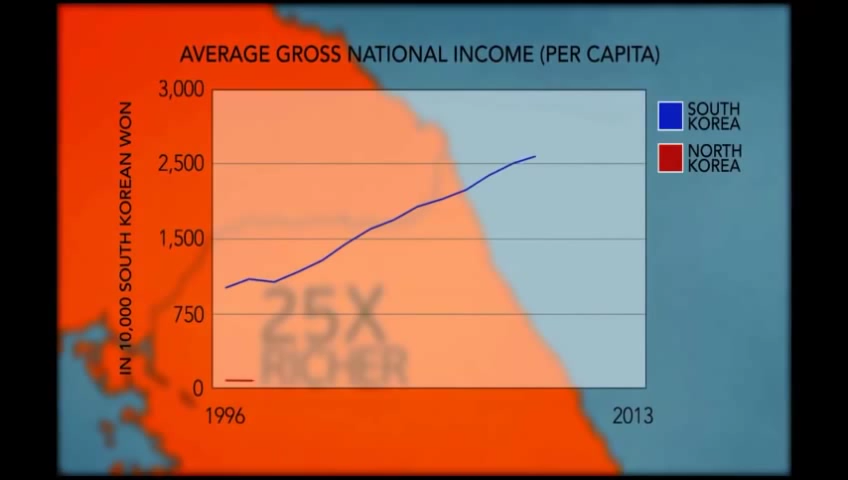 AVERAGE GROSS NATIONAL INCOME (PER CAPITA)
IN 10,000 SOUTH KOREAN WON
3,000
2,500
1,500
750
0
1996
2013
SOUTH
KOREA
NORTH
KOREA
25X
RICHER